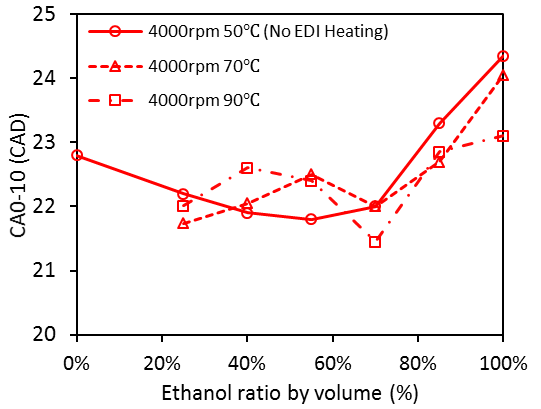 25
24
23
22
21
20
CA0-10 (CAD)
4000rpm 50℃ (No EDI Heating)
4000rpm 70℃
4000rpm 90℃
0% 20% 40% 60% 80% 100%
Ethanol ratio by volume (%)